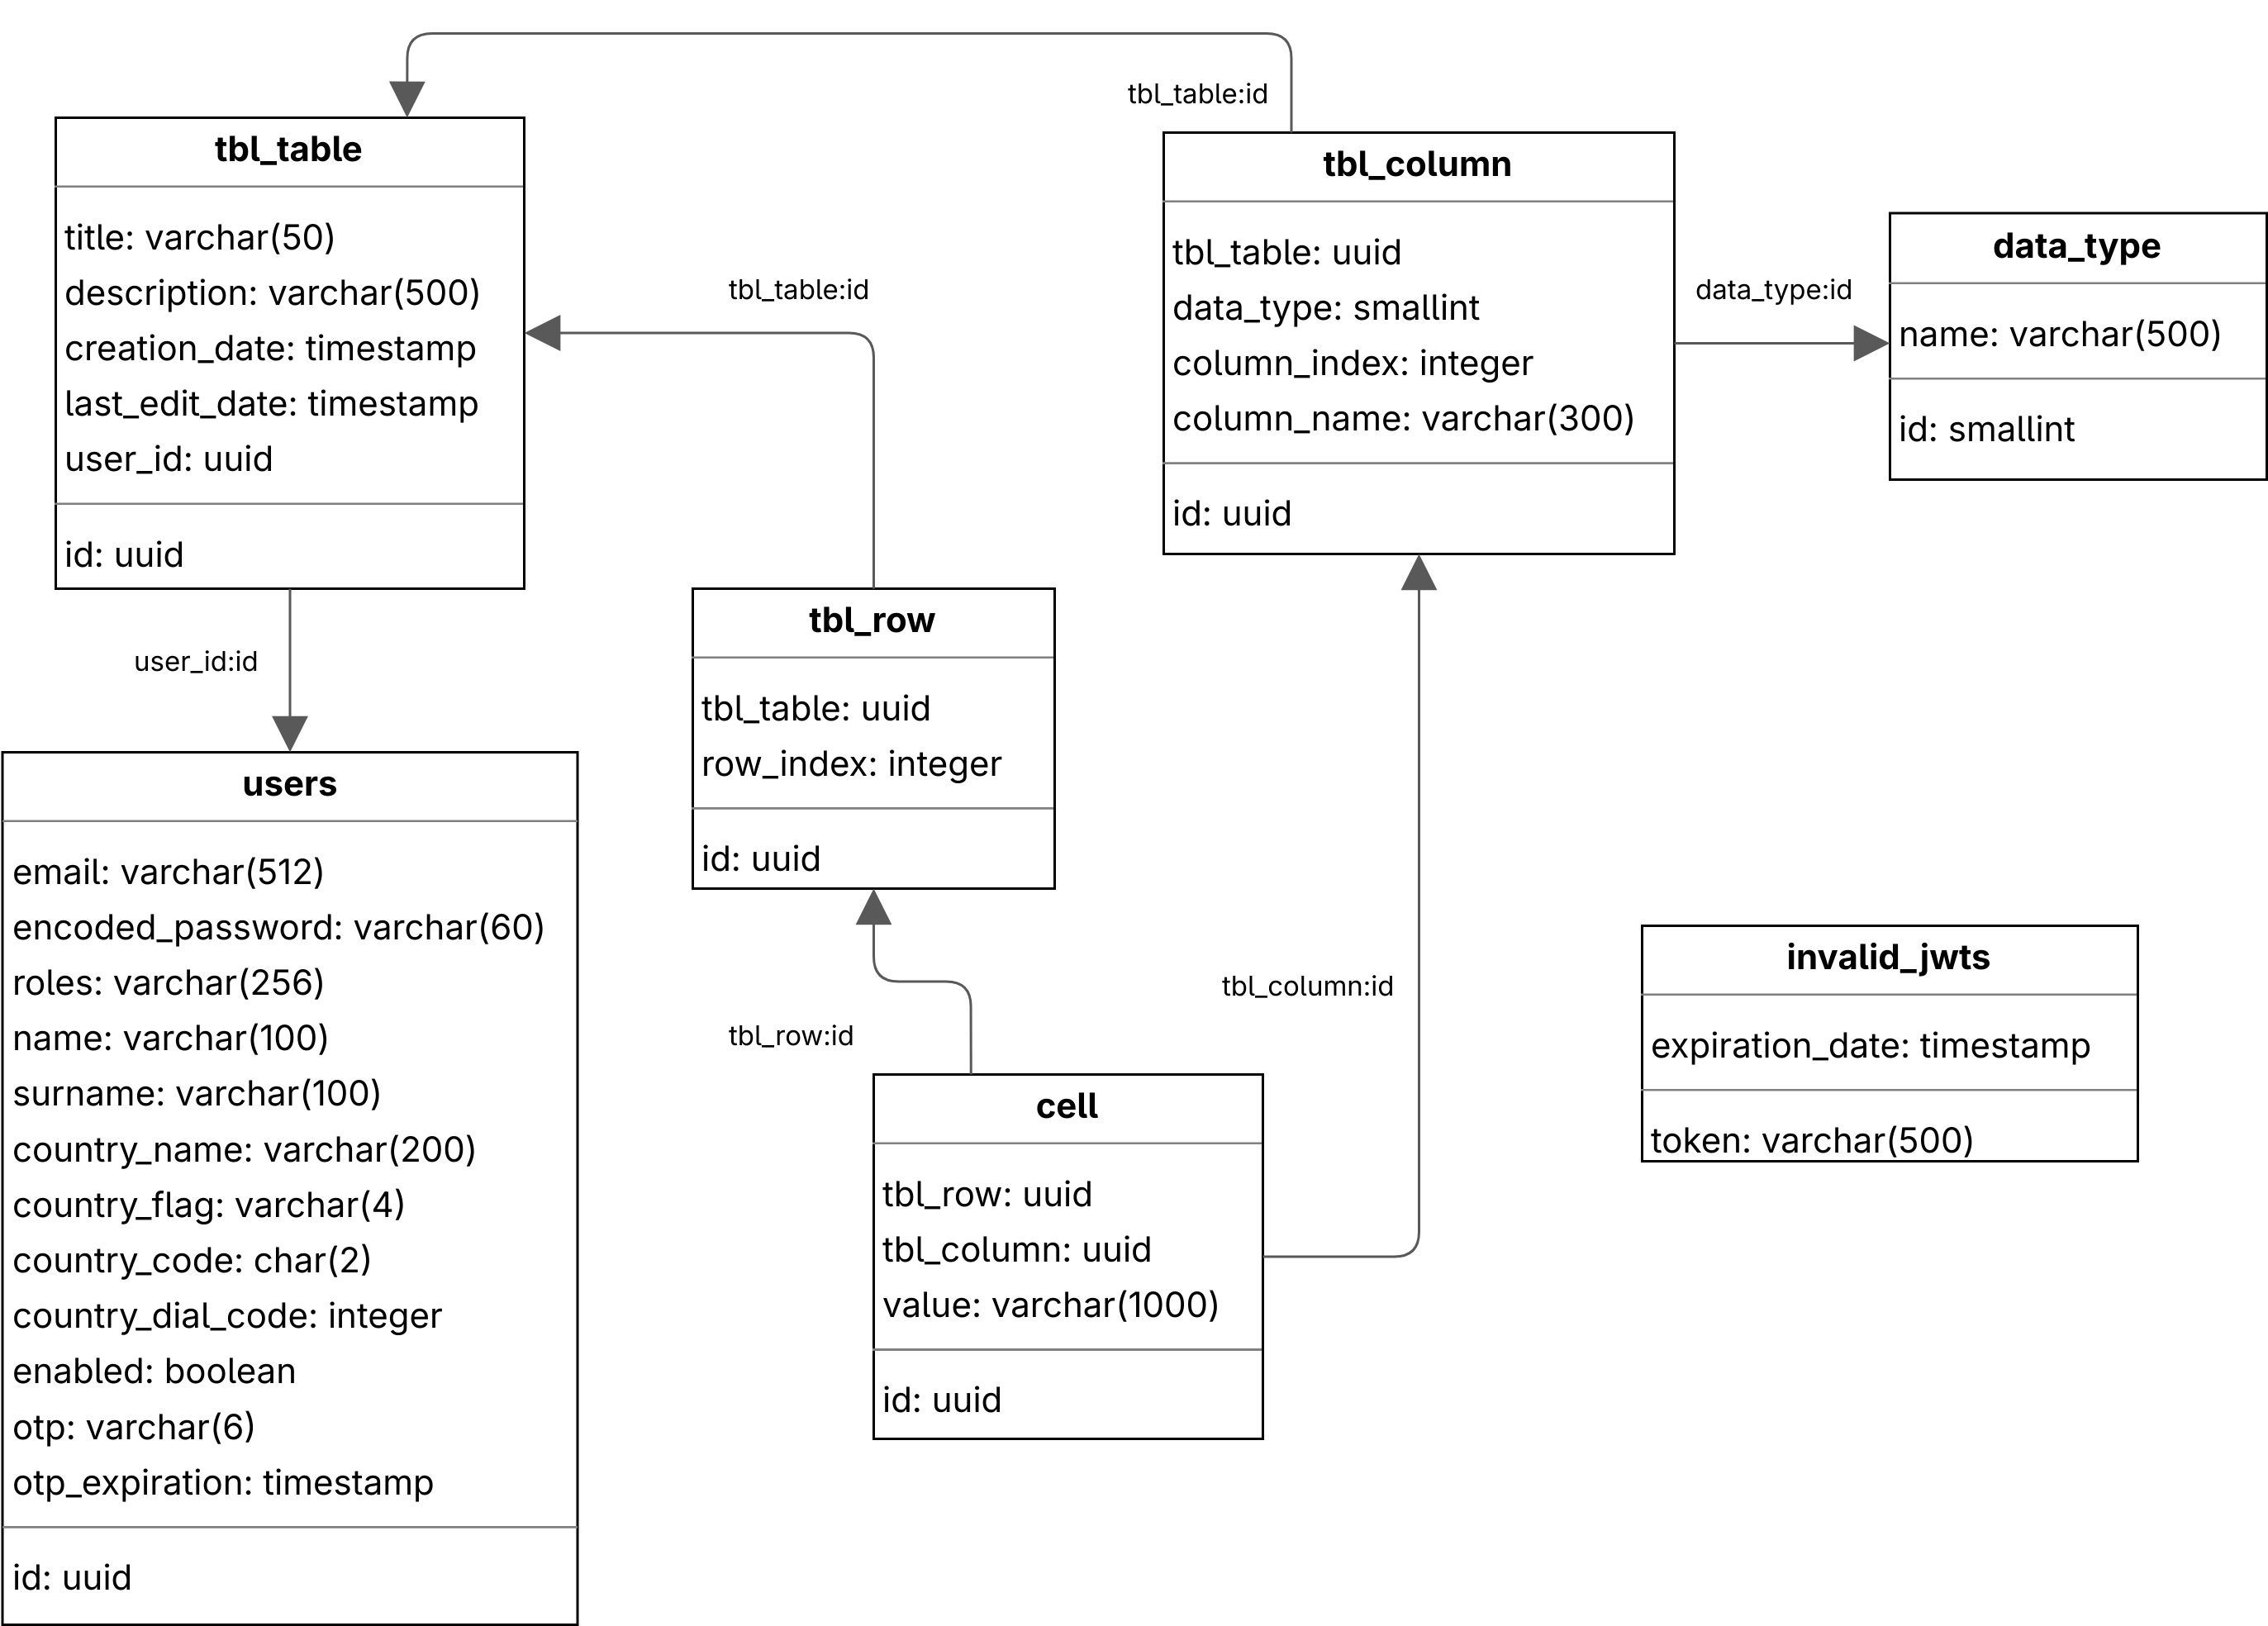 tbl_table:id
tbl_table
title: varchar(50)
description: varchar(500)
creation_date: timestamp
last_edit_date: timestamp
user_id: uuid
id: uuid
tbl_table:id
tbl_column
tbl_table: uuid
data_type: smallint
column_index: integer
column_name: varchar(300)
id: uuid
data_type:id
data_type
name: varchar(500)
id: smallint
user_id:id
tbl_row
tbl_table: uuid
row_index: integer
id: uuid
users
email: varchar(512)
encoded_password: varchar(60)
roles: varchar(256)
name: varchar(100)
surname: varchar(100)
country_name: varchar(200)
country_flag: varchar(4)
country_code: char(2)
country_dial_code: integer
enabled: boolean
otp: varchar(6)
otp_expiration: timestamp
id: uuid
tbl_row:id
tbl_column:id
cell
tbl_row: uuid
tbl_column: uuid
value: varchar(1000)
id: uuid
invalid_jwts
expiration_date: timestamp
token: varchar(500)